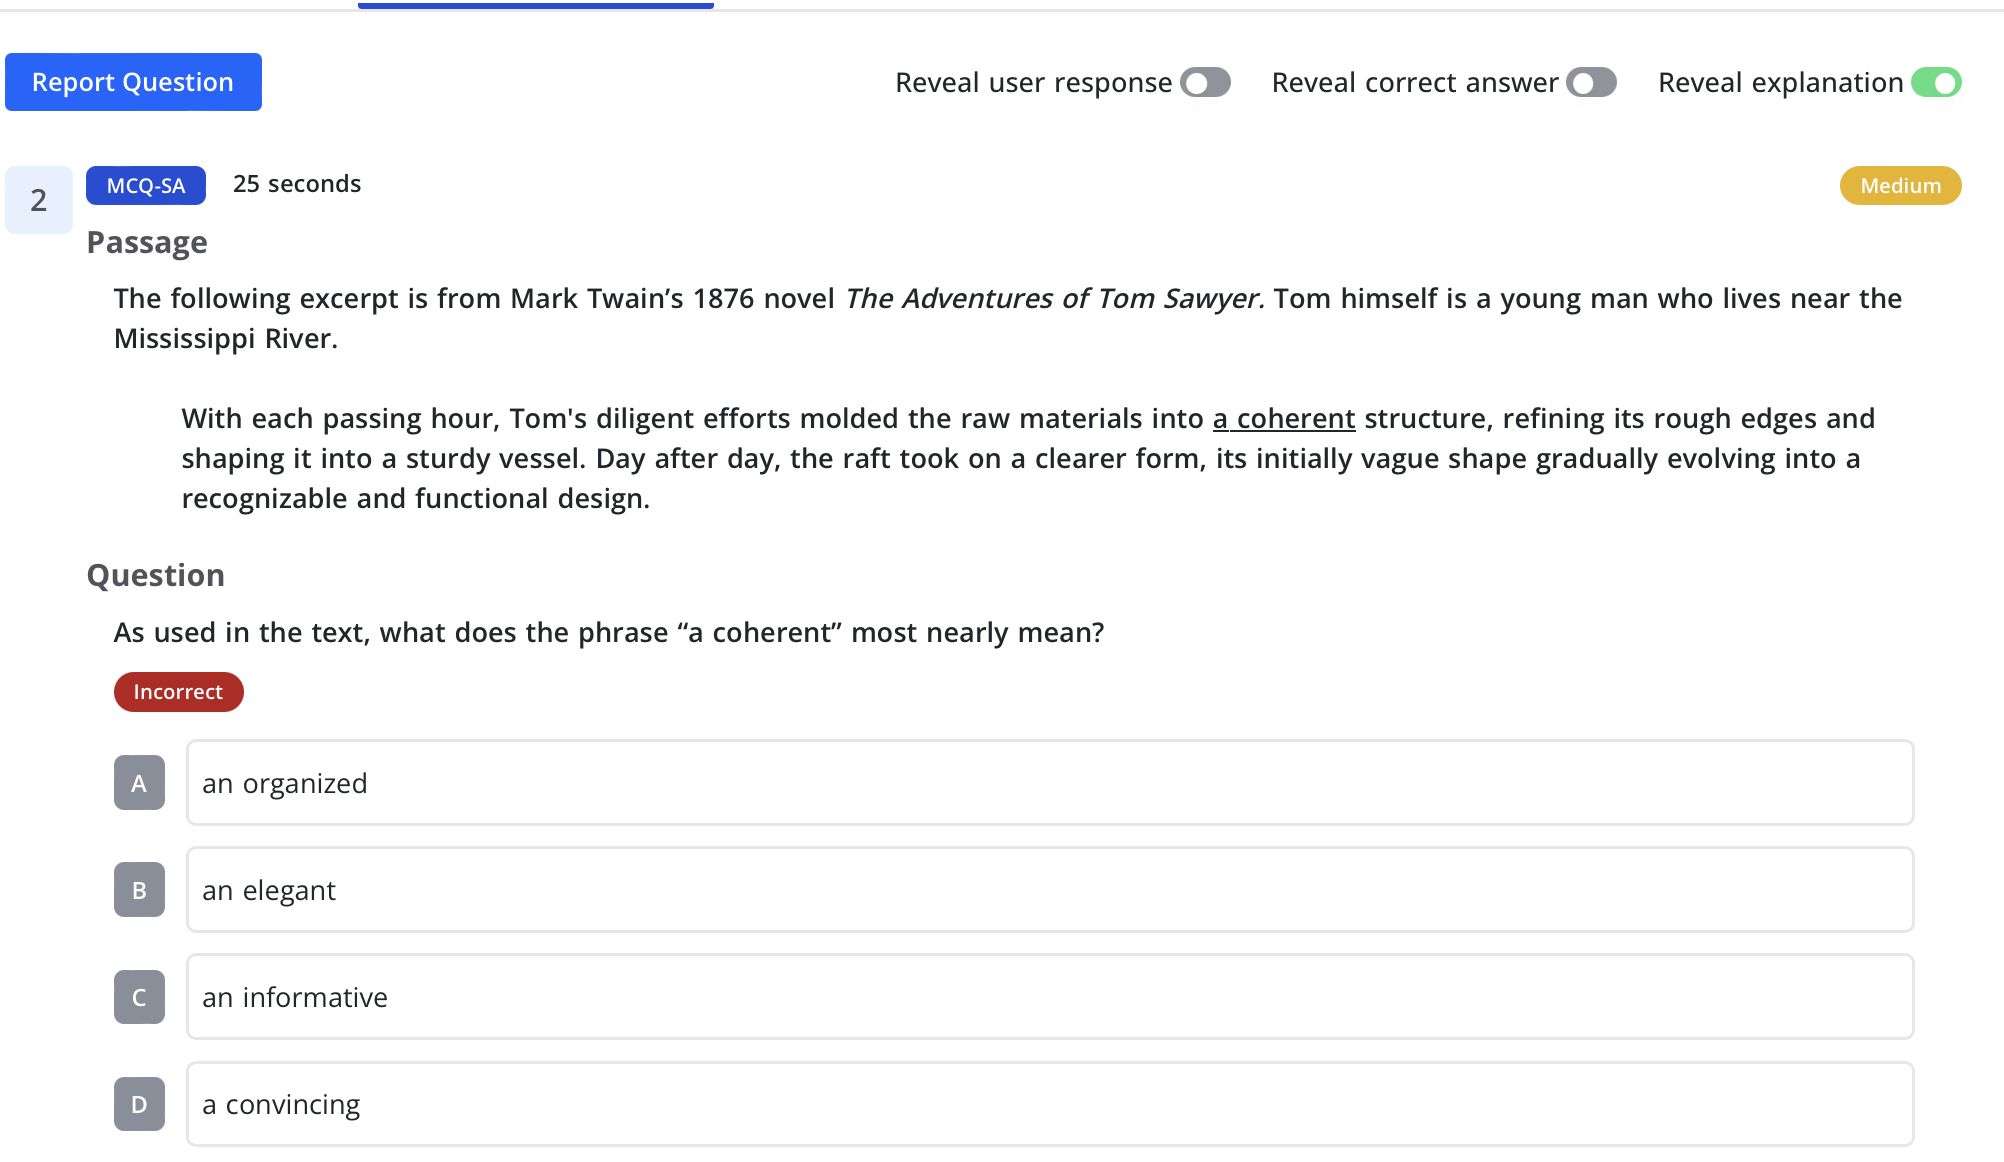 Report Question
Reveal user response
Reveal correct answer
Reveal explanation
2
MCQ-SA
25 seconds
Medium
Passage
The following excerpt is from Mark Twain’s 1876 novel The Adventures of Tom Sawyer. Tom himself is a young man who lives near the
Mississippi River.
With each passing hour, Tom's diligent efforts molded the raw materials into a coherent structure, refining its rough edges and
shaping it into a sturdy vessel. Day after day, the raft took on a clearer form, its initially vague shape gradually evolving into a
recognizable and functional design.
Question
As used in the text, what does the phrase “a coherent” most nearly mean?
Incorrect
A
an organized
B
an elegant
C
an informative
D
a convincing